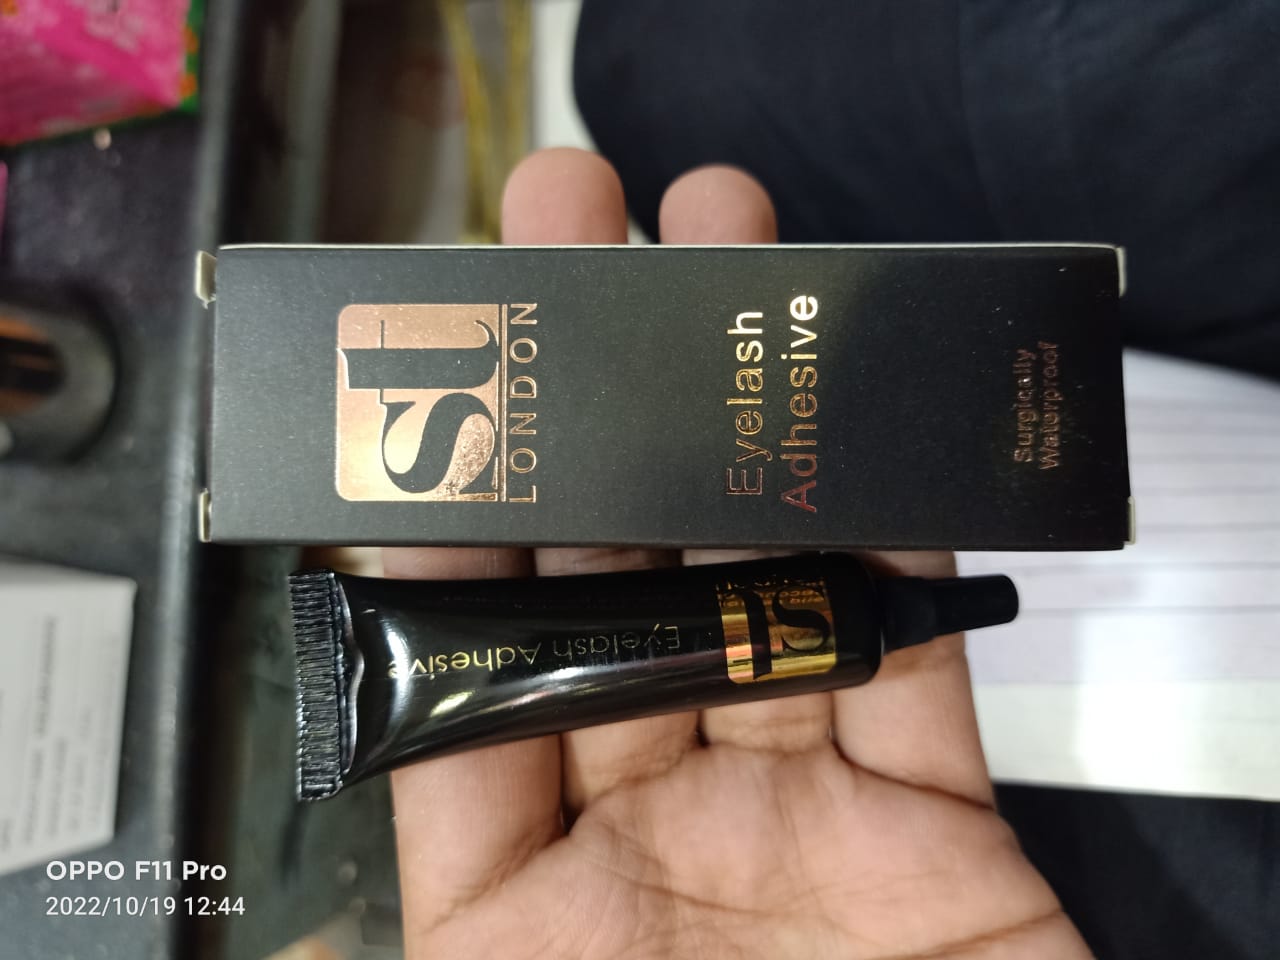 St
LONDON
Eyelash
Adhesive
Surgically
Waterproof
St
Eyelash Adhesive
OPPO F11 Pro
2022/10/19 12:44